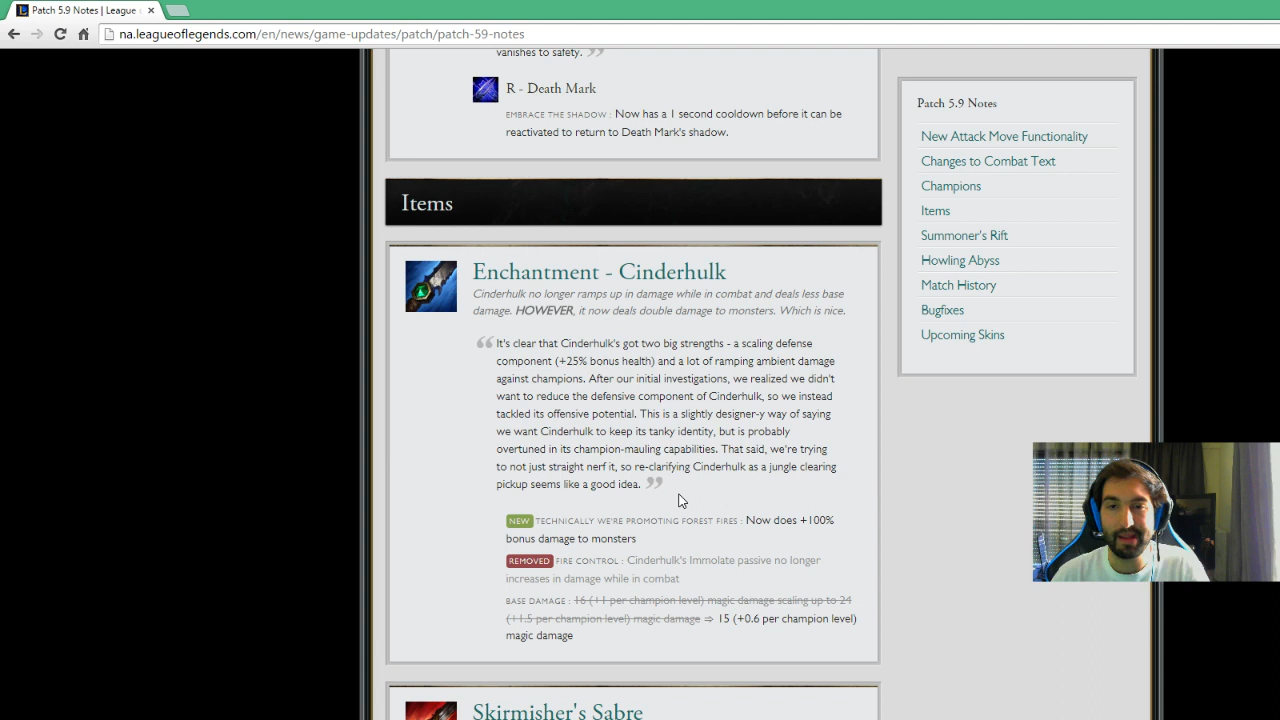 Patch 5.9 Notes | League
na.leagueoflegends.com/en/news/game-updates/patch/patch-59-notes
vanishes to safety. ”
R - Death Mark
EMBRACE THE SHADOW : Now has a 1 second cooldown before it can be
reactivated to return to Death Mark's shadow.
Items
Enchantment - Cinderhulk
Cinderhulk no longer ramps up in damage while in combat and deals less base
damage. HOWEVER, it now deals double damage to monsters. Which is nice.
“ It's clear that Cinderhulk's got two big strengths - a scaling defense
component (+25% bonus health) and a lot of ramping ambient damage
against champions. After our initial investigations, we realized we didn't
want to reduce the defensive component of Cinderhulk, so we instead
tackled its offensive potential. This is a slightly designer-y way of saying
we want Cinderhulk to keep its tanky identity, but is probably
overtuned in its champion-mauling capabilities. That said, we're trying
to not just straight nerf it, so re-clarifying Cinderhulk as a jungle clearing
pickup seems like a good idea. ”
NEW TECHNICALLY WE'RE PROMOTING FOREST FIRES : Now does +100%
bonus damage to monsters
REMOVED FIRE CONTROL : Cinderhulk's Immolate passive no longer
increases in damage while in combat
BASE DAMAGE : 16 (+1 per champion level) magic damage scaling up to 24
(+1.5 per champion level) magic damage ⇒ 15 (+0.6 per champion level)
magic damage
Skirmisher's Sabre
Patch 5.9 Notes
New Attack Move Functionality
Changes to Combat Text
Champions
Items
Summoner's Rift
Howling Abyss
Match History
Bugfixes
Upcoming Skins